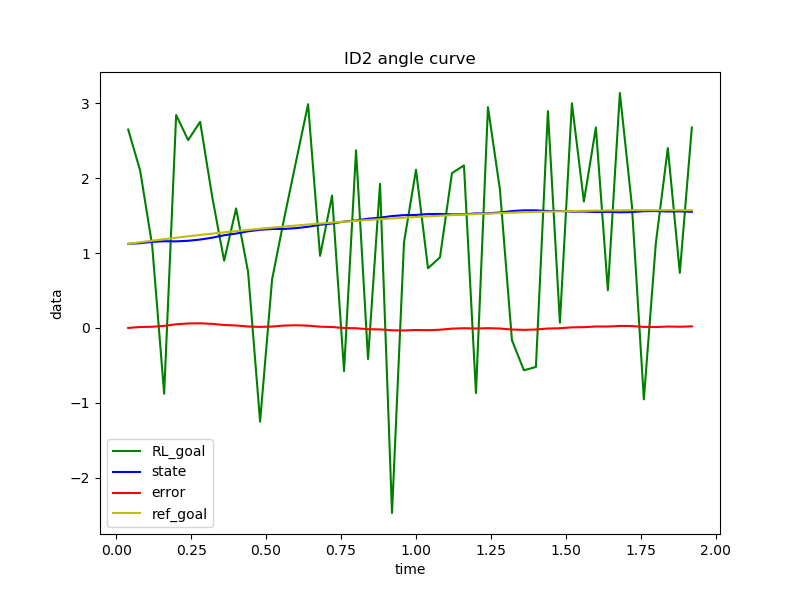 ID2 angle curve
data
3
2
1
0
−1
−2
RL_goal
state
error
ref_goal
0.00 0.25 0.50 0.75 1.00 1.25 1.50 1.75 2.00
time